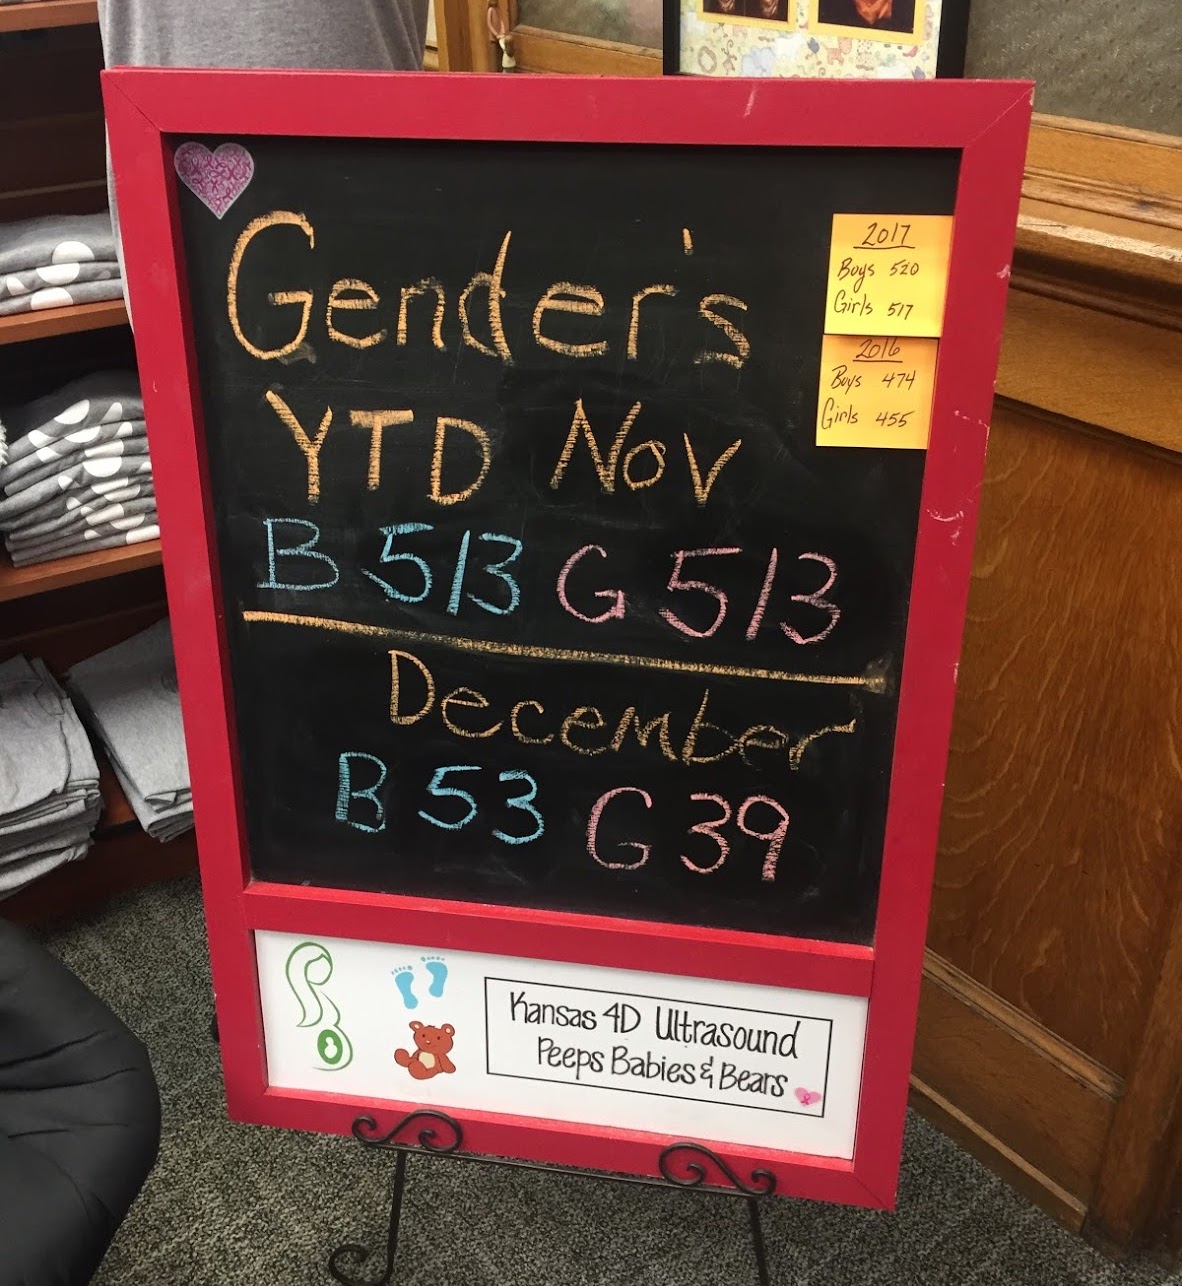 Gender's
YTD Nov
B 513 G 513
December
B 53 G 39
2017
Boys 520
Girls 517
2016
Boys 474
Girls 455
Kansas 4D Ultrasound
Peeps Babies & Bears